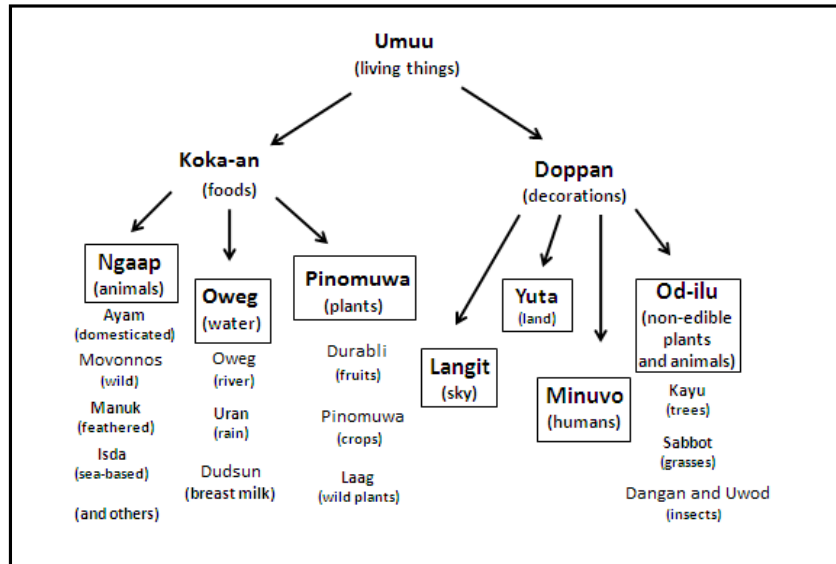 Umuu
(living things)
Koka-an
(foods)
Doppan
(decorations)
Ngaap
(animals)
Ayam
(domesticated)
Movonnos
(wild)
Manuk
(feathered)
Isda
(sea-based)
(and others)
Oweg
(water)
Oweg
(river)
Uran
(rain)
Dudsun
(breast milk)
Pinomuwa
(plants)
Durabli
(fruits)
Pinomuwa
(crops)
Laag
(wild plants)
Langit
(sky)
Yuta
(land)
Minuvo
(humans)
Od-ilu
(non-edible
plants
and animals)
Kayu
(trees)
Sabbot
(grasses)
Dangan and Uwod
(insects)